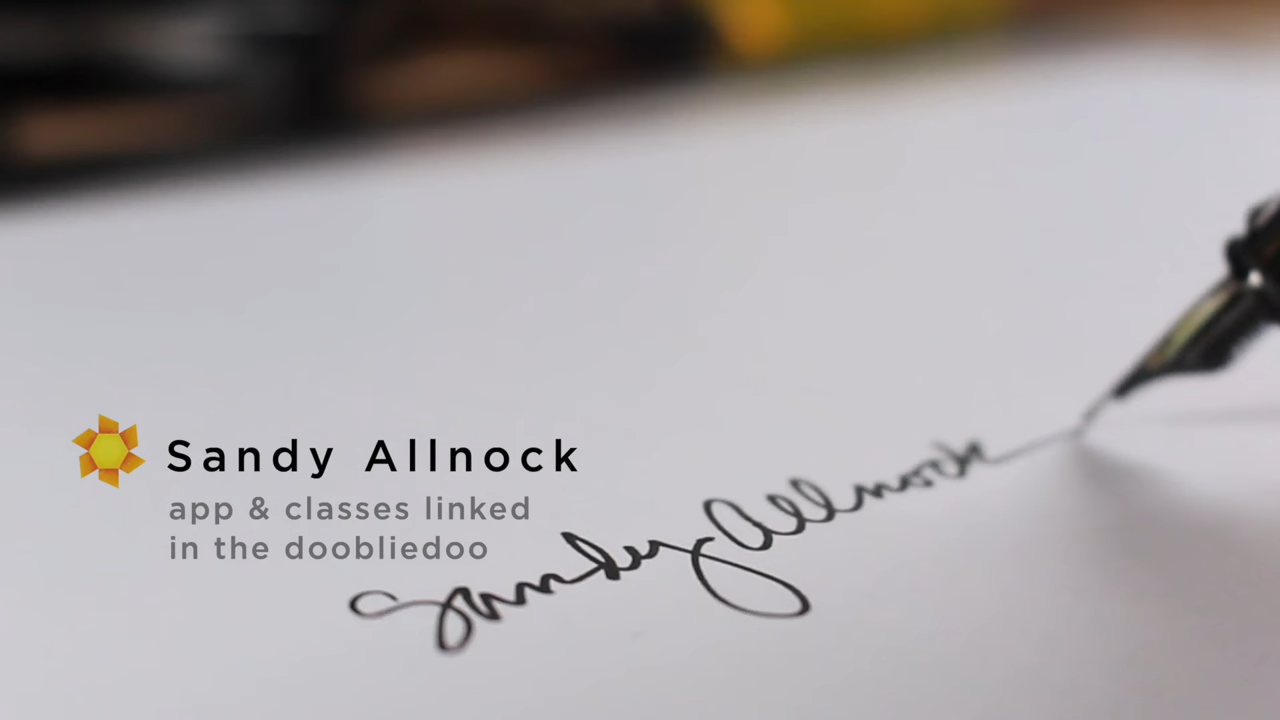 Sandy Allnock
app & classes linked
in the doobliedoo
Sandy Allnock